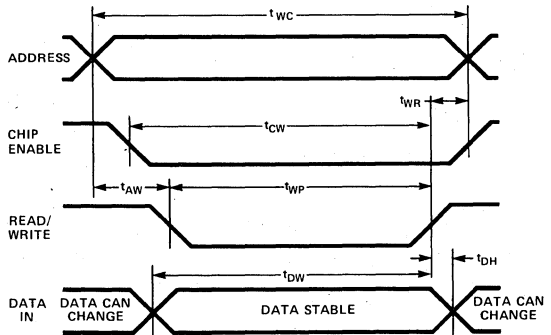 tWC
ADDRESS
tWR
CHIP
ENABLE
tCW
tAW
tWP
READ/
WRITE
tDH
tDW
DATA
IN
DATA CAN
CHANGE
DATA STABLE
DATA CAN
CHANGE